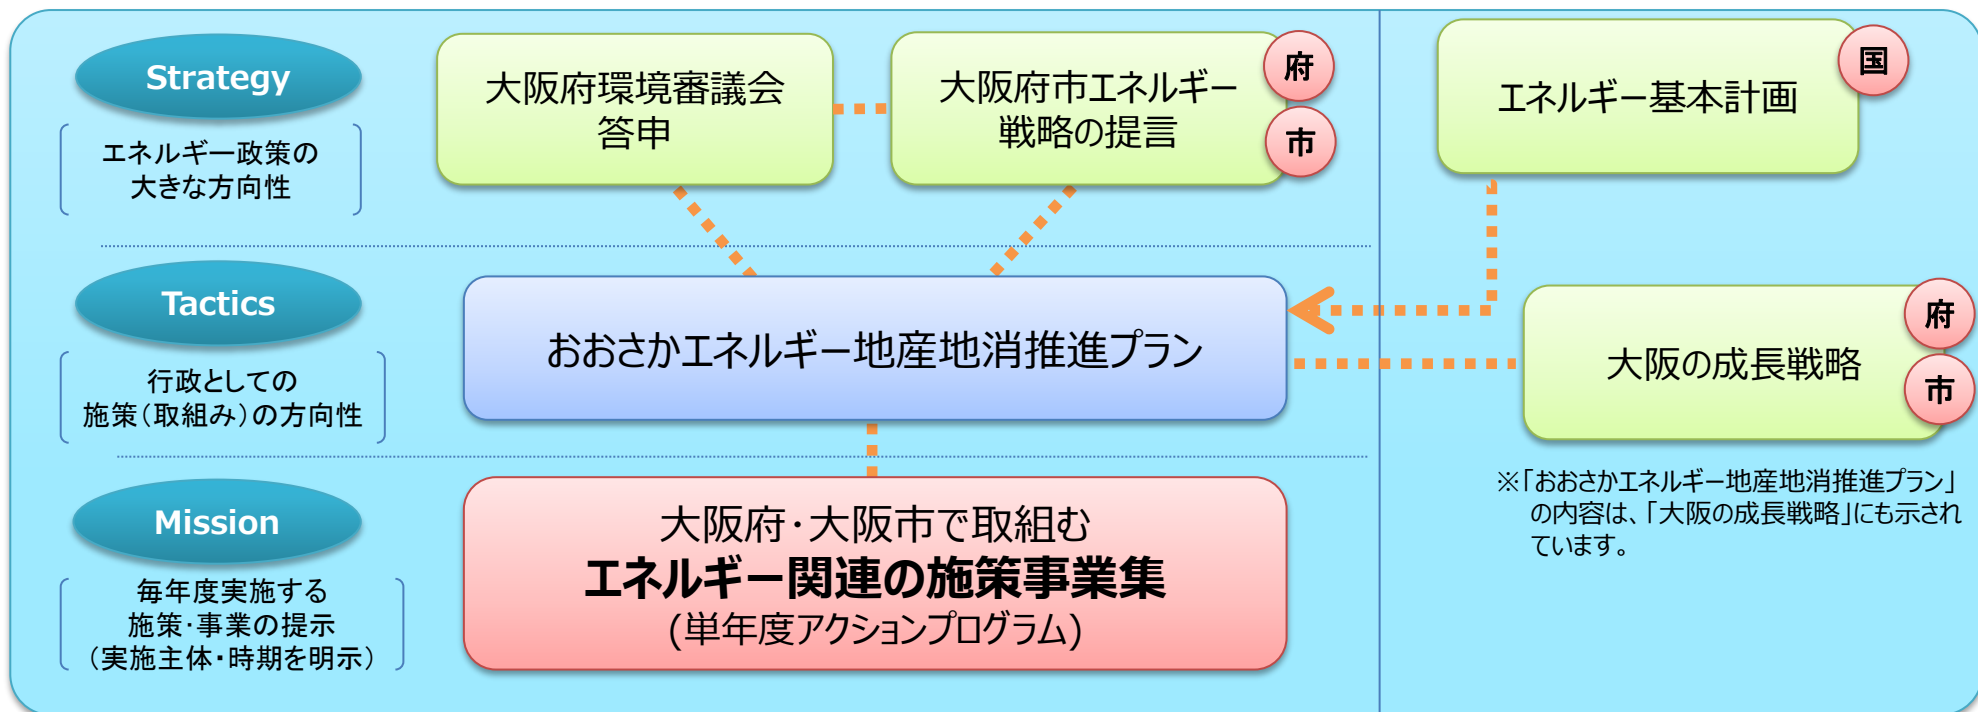 Strategy
エネルギー政策の
大きな方向性
大阪府環境審議会
答申
大阪府市エネルギー
戦略の提言
府
市
エネルギー基本計画
国
Tactics
行政としての
施策(取組み)の方向性
おおさかエネルギー地産地消推進プラン
大阪の成長戦略
府
市
※「おおさかエネルギー地産地消推進プラン」
の内容は、「大阪の成長戦略」にも示され
ています。
Mission
毎年度実施する
施策・事業の提示
(実施主体・時期を明示)
大阪府・大阪市で取組む
エネルギー関連の施策事業集
(単年度アクションプログラム)